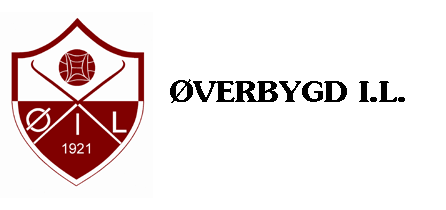 Ø I L
1921
ØVERBYGD I.L.